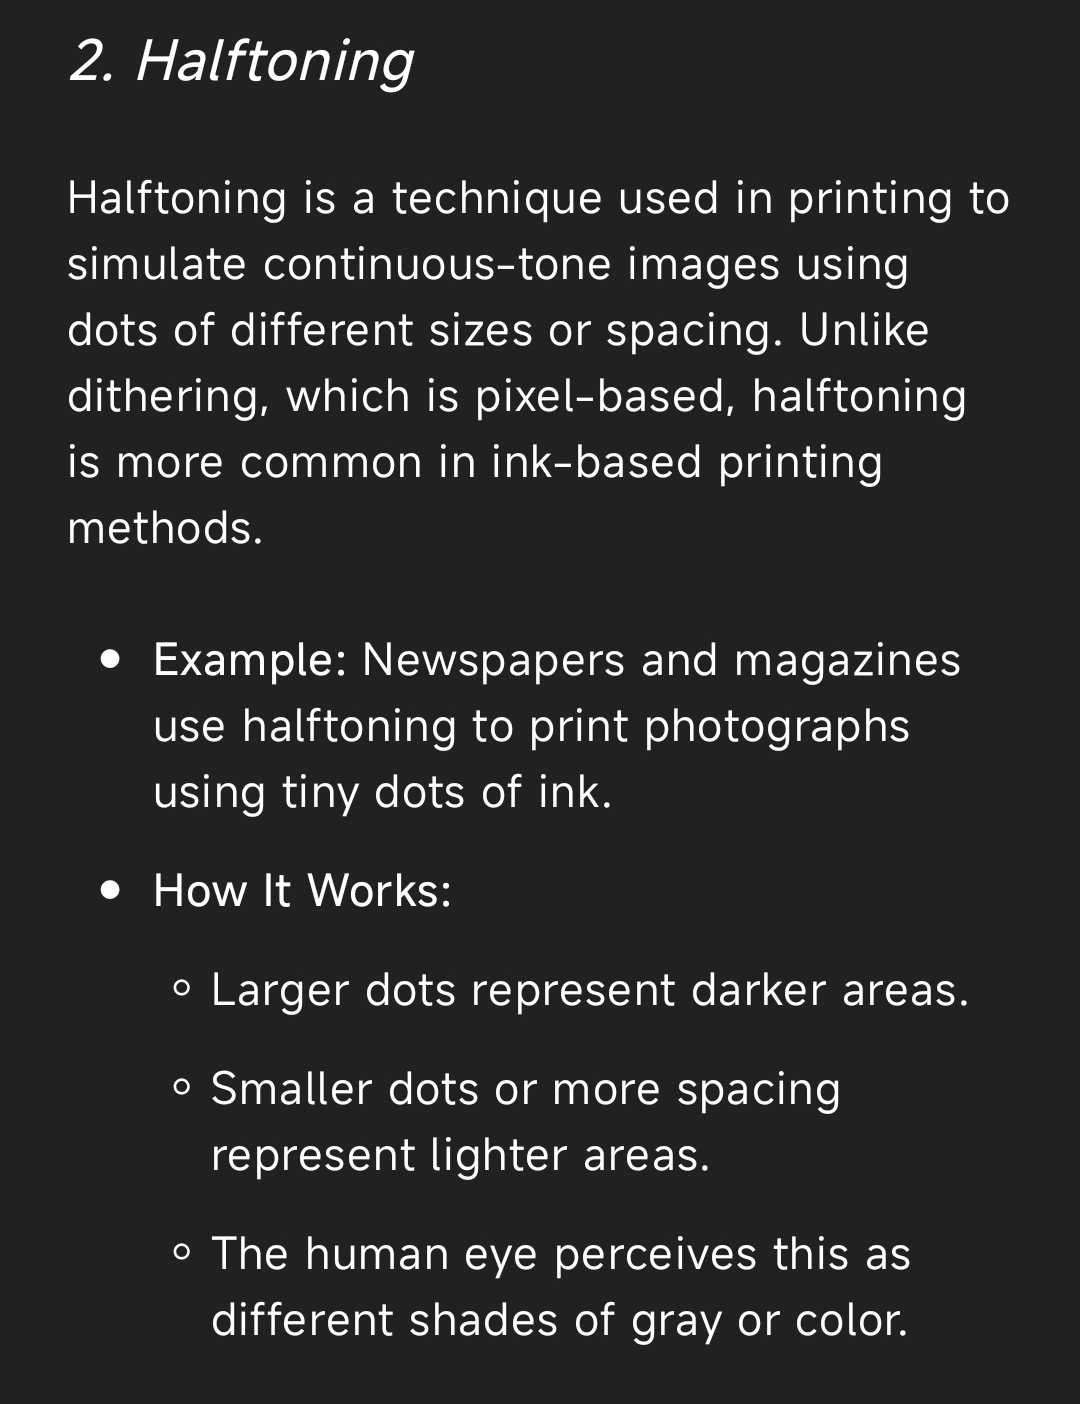 2. Halftoning
Halftoning is a technique used in printing to
simulate continuous-tone images using
dots of different sizes or spacing. Unlike
dithering, which is pixel-based, halftoning
is more common in ink-based printing
methods.
• Example: Newspapers and magazines
use halftoning to print photographs
using tiny dots of ink.
• How It Works:
◦ Larger dots represent darker areas.
◦ Smaller dots or more spacing
represent lighter areas.
◦ The human eye perceives this as
different shades of gray or color.